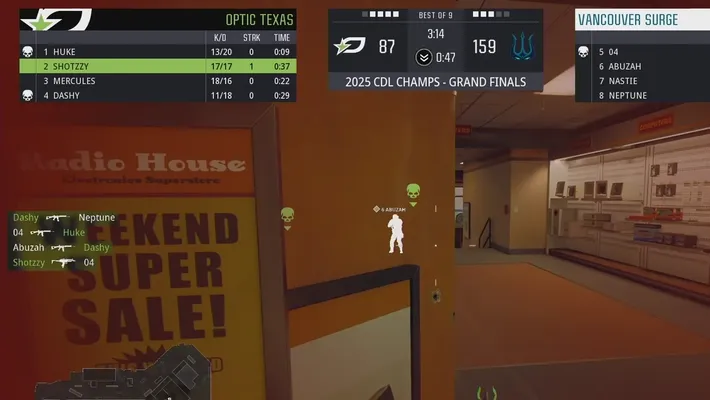 OPTIC TEXAS
K/D STRK TIME
1 HUKE 13/20 0 0:09
2 SHOTZZY 17/17 1 0:37
3 MERCULES 18/16 0 0:22
4 DASHY 11/18 0 0:29
BEST OF 9
87 3:14 159
0:47
2025 CDL CHAMPS - GRAND FINALS
VANCOUVER SURGE
5 04
6 ABUZAH
7 NASTIE
8 NEPTUNE
Radio House
Electronics Superstore
WEEKEND
SUPER
SALE!
6 ABUZAH
Dashy Neptune
04 Huke
Abuzah Dashy
Shotzzy 04